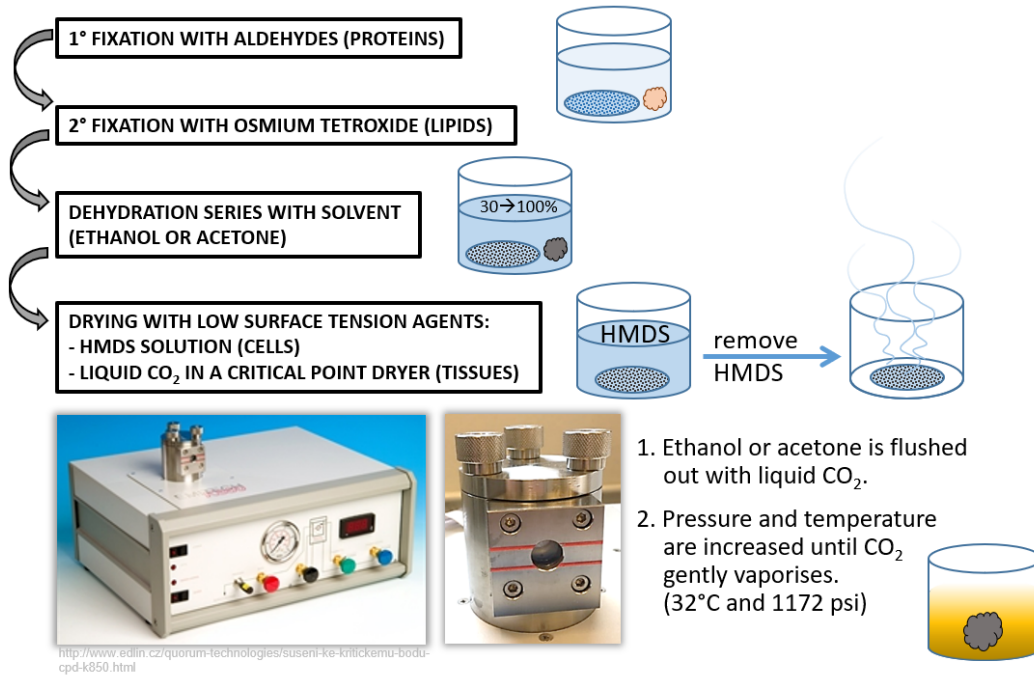 1° FIXATION WITH ALDEHYDES (PROTEINS)
2° FIXATION WITH OSMIUM TETROXIDE (LIPIDS)
DEHYDRATION SERIES WITH SOLVENT
(ETHANOL OR ACETONE)
30→100%
DRYING WITH LOW SURFACE TENSION AGENTS:
- HMDS SOLUTION (CELLS)
- LIQUID CO₂ IN A CRITICAL POINT DRYER (TISSUES)
HMDS
remove
HMDS
1. Ethanol or acetone is flushed
out with liquid CO₂.
2. Pressure and temperature
are increased until CO₂
gently vaporises.
(32°C and 1172 psi)
http://www.edlin.cz/quorum-technologies/suseni-ke-kritickemu-bodu-
cpd-k850.html